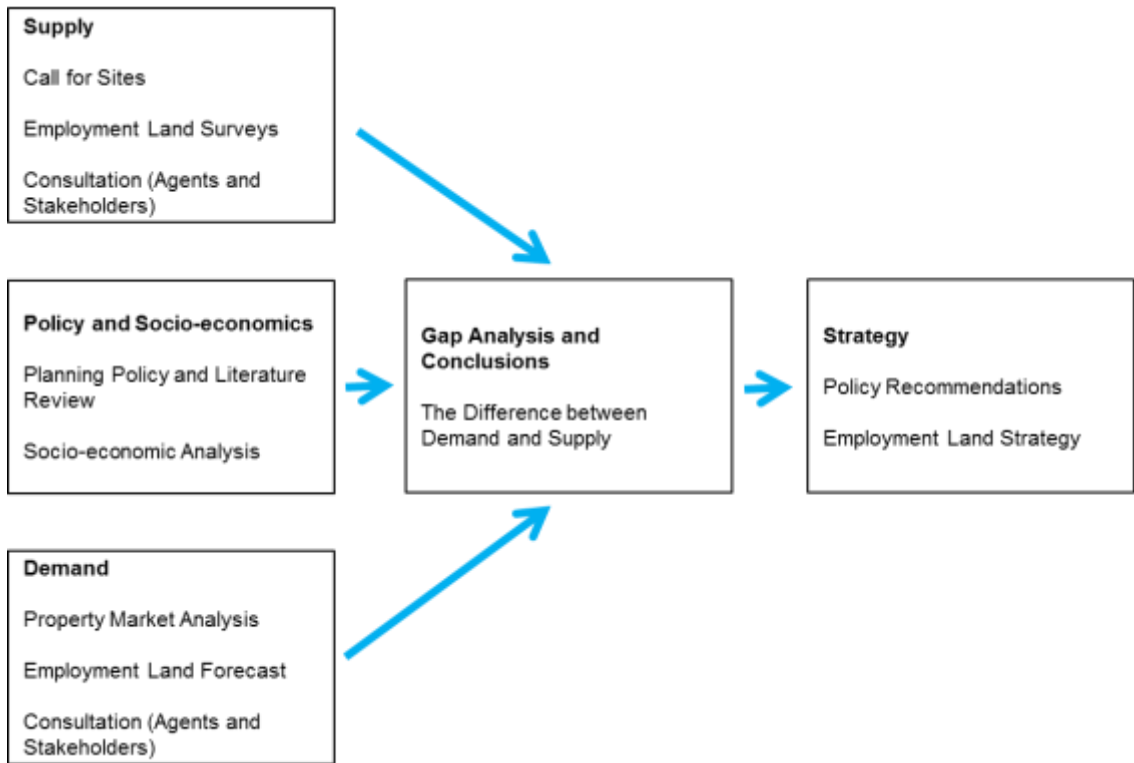 Supply
Call for Sites
Employment Land Surveys
Consultation (Agents and
Stakeholders)
Policy and Socio-economics
Planning Policy and Literature
Review
Socio-economic Analysis
Demand
Property Market Analysis
Employment Land Forecast
Consultation (Agents and
Stakeholders)
Gap Analysis and
Conclusions
The Difference between
Demand and Supply
Strategy
Policy Recommendations
Employment Land Strategy